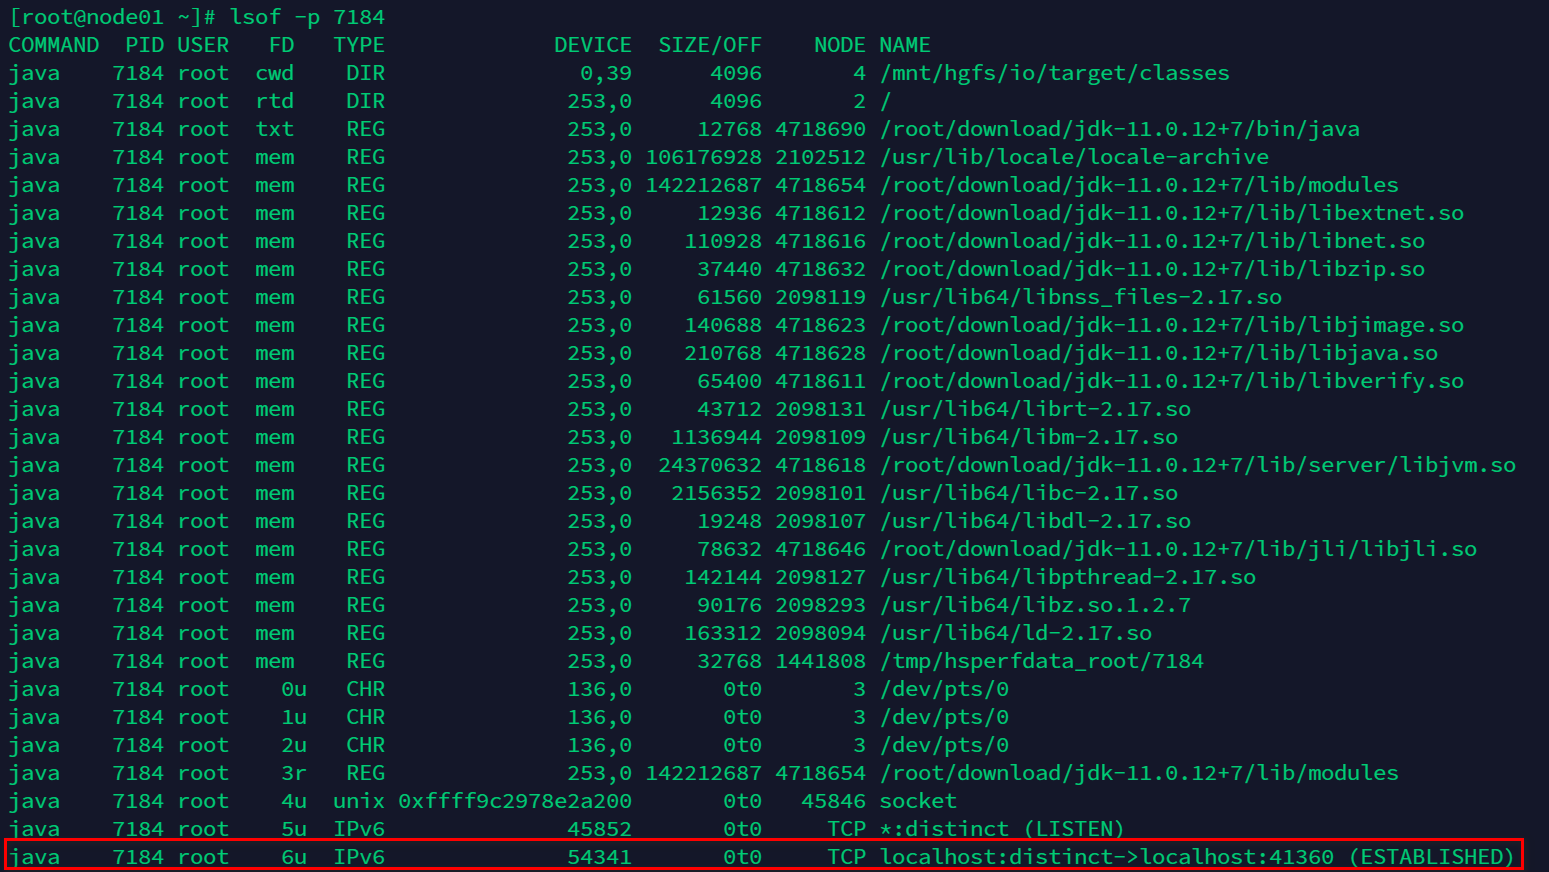 [root@node01 ~]# lsof -p 7184
COMMAND  PID USER   FD   TYPE             DEVICE  SIZE/OFF    NODE NAME
java    7184 root  cwd    DIR               0,39      4096       4 /mnt/hgfs/io/target/classes
java    7184 root  rtd    DIR              253,0      4096       2 /
java    7184 root  txt    REG              253,0     12768 4718690 /root/download/jdk-11.0.12+7/bin/java
java    7184 root  mem    REG              253,0 106176928 2102512 /usr/lib/locale/locale-archive
java    7184 root  mem    REG              253,0 142212687 4718654 /root/download/jdk-11.0.12+7/lib/modules
java    7184 root  mem    REG              253,0     12936 4718612 /root/download/jdk-11.0.12+7/lib/libextnet.so
java    7184 root  mem    REG              253,0    110928 4718616 /root/download/jdk-11.0.12+7/lib/libnet.so
java    7184 root  mem    REG              253,0     37440 4718632 /root/download/jdk-11.0.12+7/lib/libzip.so
java    7184 root  mem    REG              253,0     61560 2098119 /usr/lib64/libnss_files-2.17.so
java    7184 root  mem    REG              253,0    140688 4718623 /root/download/jdk-11.0.12+7/lib/libjimage.so
java    7184 root  mem    REG              253,0    210768 4718628 /root/download/jdk-11.0.12+7/lib/libjava.so
java    7184 root  mem    REG              253,0     65400 4718611 /root/download/jdk-11.0.12+7/lib/libverify.so
java    7184 root  mem    REG              253,0     43712 2098131 /usr/lib64/librt-2.17.so
java    7184 root  mem    REG              253,0   1136944 2098109 /usr/lib64/libm-2.17.so
java    7184 root  mem    REG              253,0  24370632 4718618 /root/download/jdk-11.0.12+7/lib/server/libjvm.so
java    7184 root  mem    REG              253,0   2156352 2098101 /usr/lib64/libc-2.17.so
java    7184 root  mem    REG              253,0     19248 2098107 /usr/lib64/libdl-2.17.so
java    7184 root  mem    REG              253,0     78632 4718646 /root/download/jdk-11.0.12+7/lib/jli/libjli.so
java    7184 root  mem    REG              253,0    142144 2098127 /usr/lib64/libpthread-2.17.so
java    7184 root  mem    REG              253,0     90176 2098293 /usr/lib64/libz.so.1.2.7
java    7184 root  mem    REG              253,0    163312 2098094 /usr/lib64/ld-2.17.so
java    7184 root  mem    REG              253,0     32768 1441808 /tmp/hsperfdata_root/7184
java    7184 root    0u   CHR              136,0       0t0       3 /dev/pts/0
java    7184 root    1u   CHR              136,0       0t0       3 /dev/pts/0
java    7184 root    2u   CHR              136,0       0t0       3 /dev/pts/0
java    7184 root    3r   REG              253,0 142212687 4718654 /root/download/jdk-11.0.12+7/lib/modules
java    7184 root    4u  unix 0xffff9c2978e2a200       0t0   45846 socket
java    7184 root    5u  IPv6              45852       0t0     TCP *:distinct (LISTEN)
java    7184 root    6u  IPv6              54341       0t0     TCP localhost:distinct->localhost:41360 (ESTABLISHED)